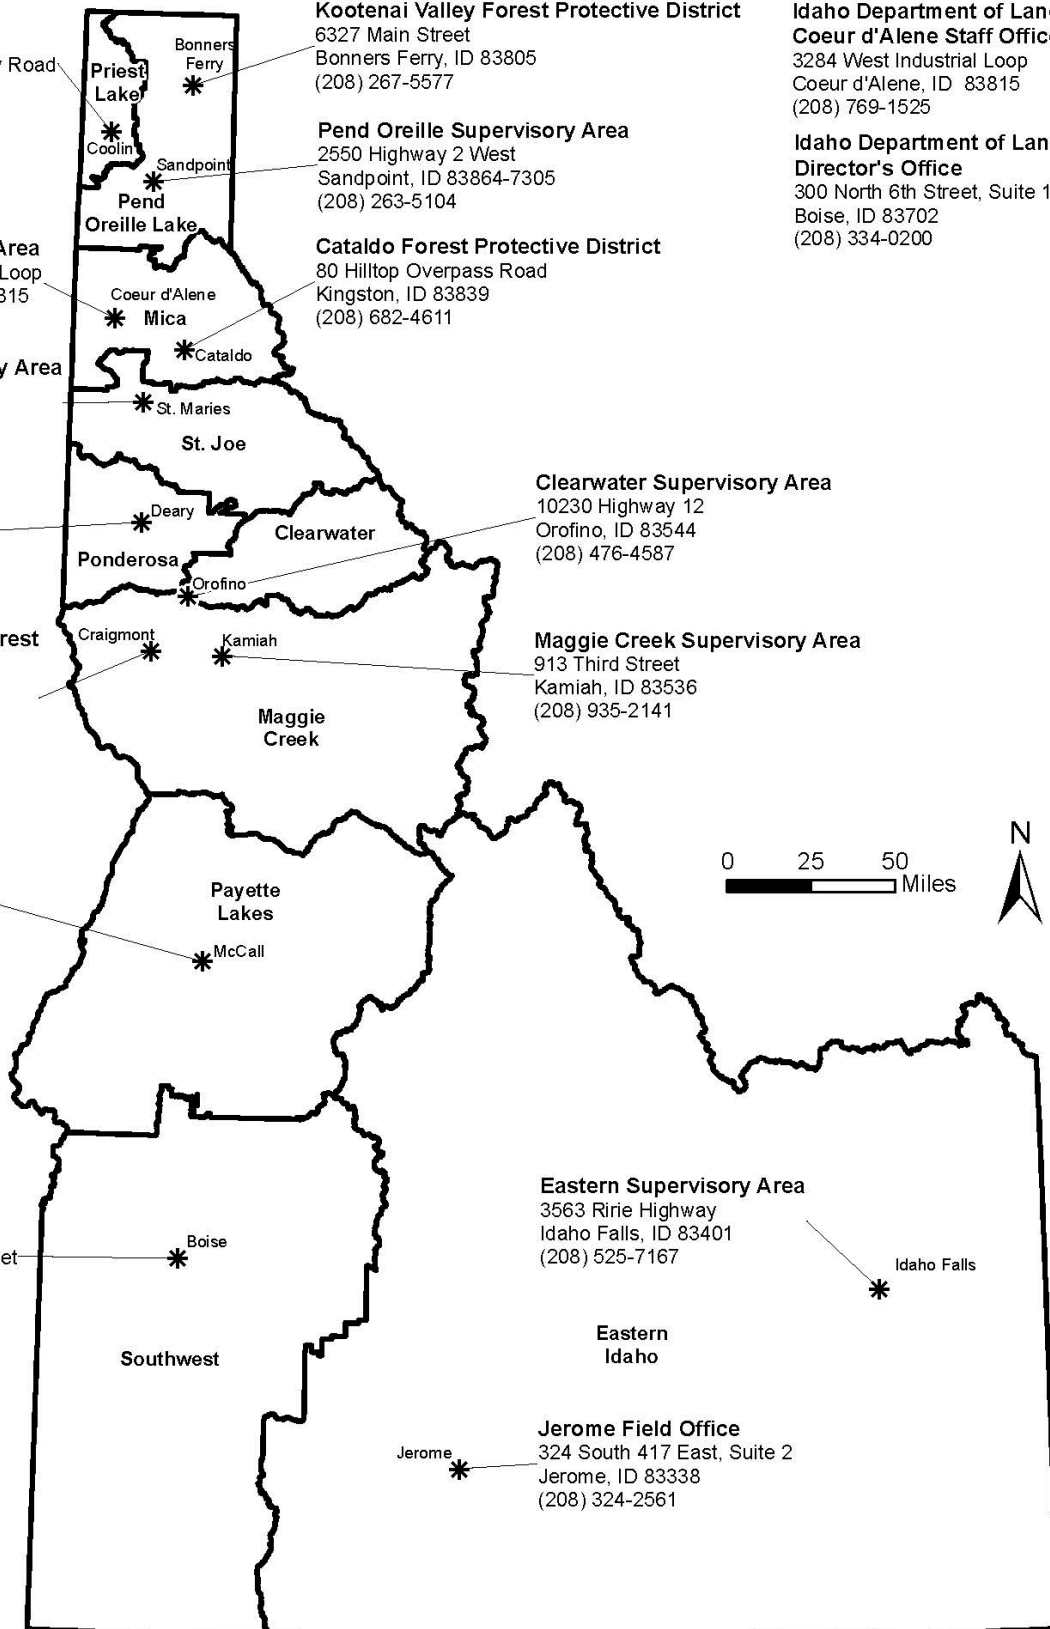 Kootenai Valley Forest Protective District
6327 Main Street
Bonners Ferry, ID 83805
(208) 267-5577
Idaho Department of
Coeur d'Alene Staff
3284 West Industrial Loop
Coeur d'Alene, ID 83815
(208) 769-1525
Idaho Department of
Director's Office
300 North 6th Street, Suite
Boise, ID 83702
(208) 334-0200
Road
Priest
Lake
Bonners
Ferry
Coolin
Sandpoint
Pend
Oreille Lake
Pend Oreille Supervisory Area
2550 Highway 2 West
Sandpoint, ID 83864-7305
(208) 263-5104
Cataldo Forest Protective District
80 Hilltop Overpass Road
Kingston, ID 83839
(208) 682-4611
Area
Loop
Coeur d'Alene
Mica
Cataldo
Area
St. Maries
St. Joe
Deary
Ponderosa
Clearwater
Orofino
Clearwater Supervisory Area
10230 Highway 12
Orofino, ID 83544
(208) 476-4587
Craigmont
Kamiah
Maggie
Creek
Maggie Creek Supervisory Area
913 Third Street
Kamiah, ID 83536
(208) 935-2141
N
0 25 50
Miles
Payette
Lakes
McCall
Eastern Supervisory Area
3563 Ririe Highway
Idaho Falls, ID 83401
(208) 525-7167
Boise
Idaho Falls
Southwest
Eastern
Idaho
Jerome
Jerome Field Office
324 South 417 East, Suite 2
Jerome, ID 83338
(208) 324-2561